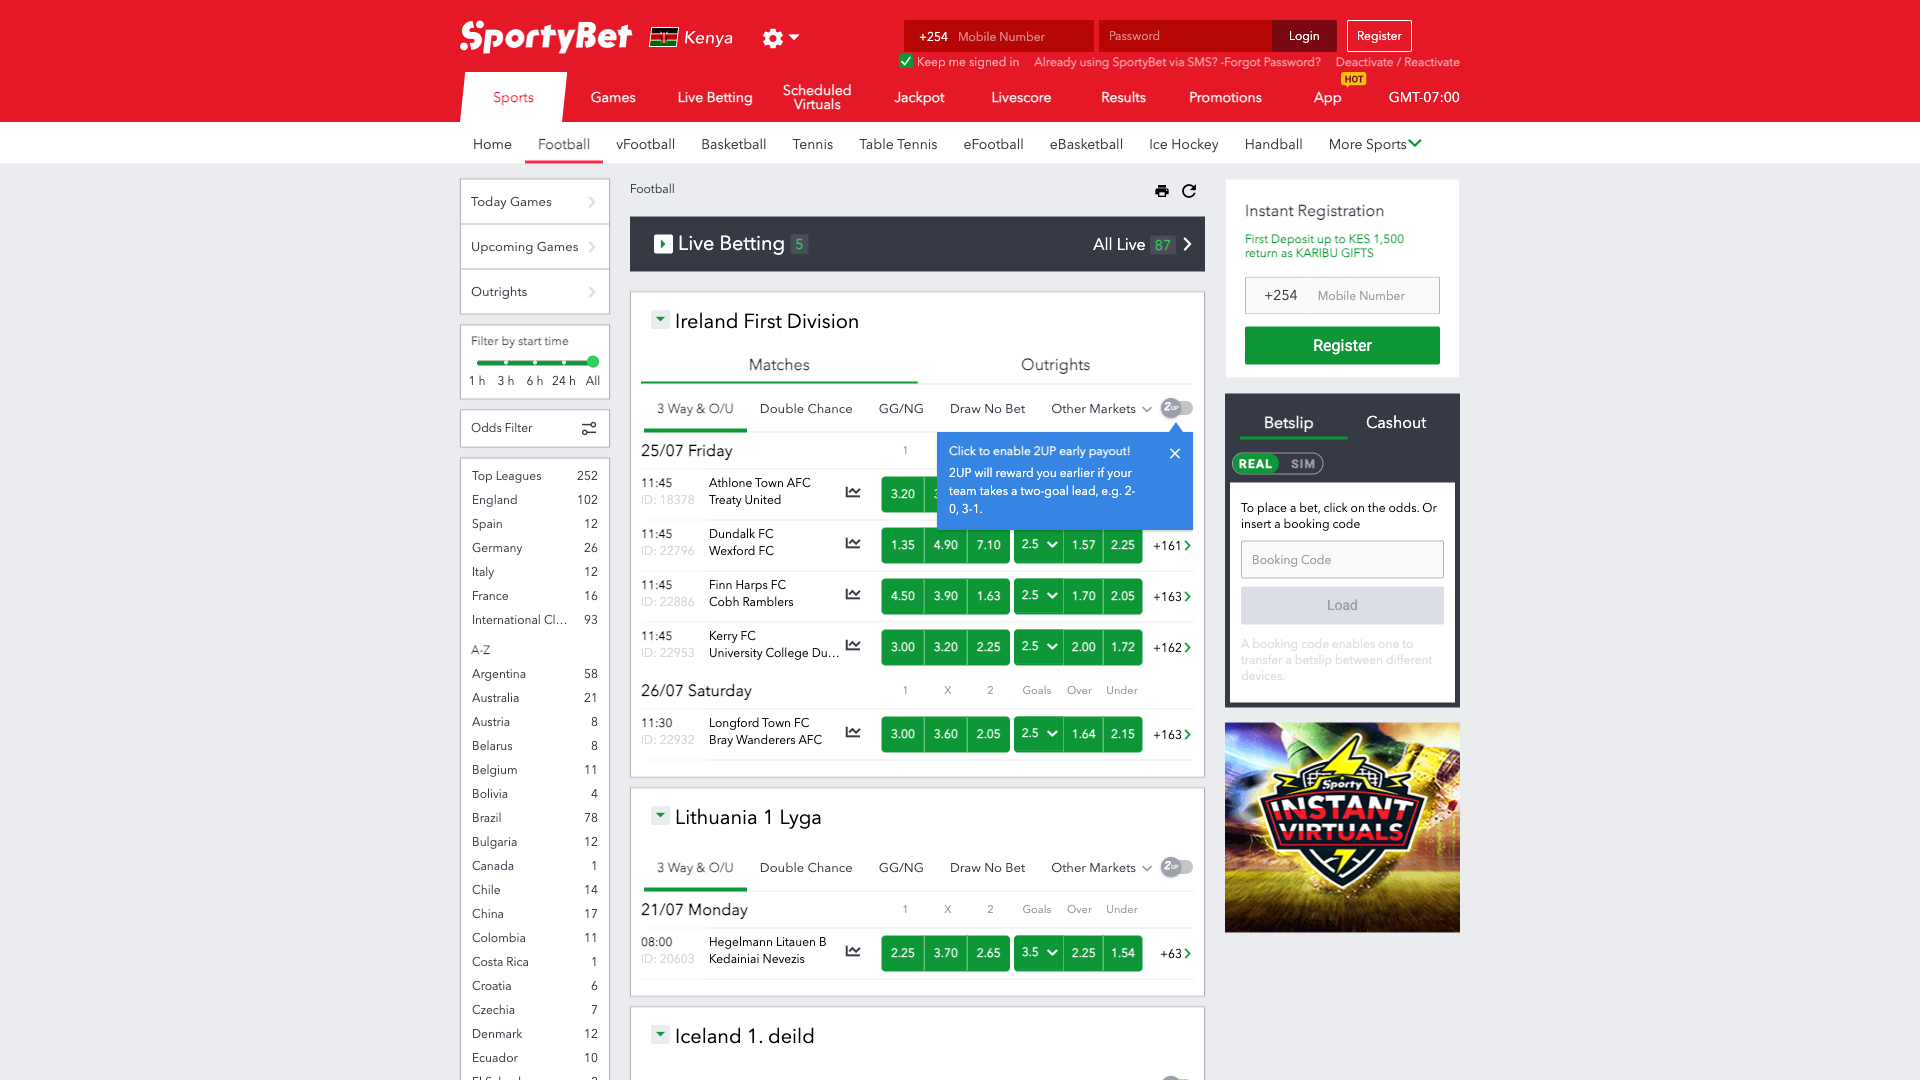 SportyBet
Kenya
+254 Mobile Number
Password
Login
Register
Keep me signed in
Already using SportyBet via SMS? -Forgot Password?
Deactivate / Reactivate
Sports
Games
Live Betting
Scheduled
Virtuals
Jackpot
Livescore
Results
Promotions
App
HOT
GMT-07:00
Home
Football
vFootball
Basketball
Tennis
Table Tennis
eFootball
eBasketball
Ice Hockey
Handball
More Sports
Today Games
Upcoming Games
Outrights
Filter by start time
1 h 3 h 6 h 24 h All
Odds Filter
Top Leagues 252
England 102
Spain 12
Germany 26
Italy 12
France 16
International Cl... 93
A-Z
Argentina 58
Australia 21
Austria 8
Belarus 8
Belgium 11
Bolivia 4
Brazil 78
Bulgaria 12
Canada 1
Chile 14
China 17
Colombia 11
Costa Rica 1
Croatia 6
Czechia 7
Denmark 12
Ecuador 10
Football
Live Betting 5
All Live 87
Ireland First Division
Matches
Outrights
3 Way & O/U Double Chance GG/NG Draw No Bet Other Markets 2UP
25/07 Friday 1
Click to enable 2UP early payout!
2UP will reward you earlier if your
team takes a two-goal lead, e.g. 2-
0, 3-1.
11:45 Athlone Town AFC
ID: 18378 Treaty United
3.20
11:45 Dundalk FC
ID: 22796 Wexford FC
1.35 4.90 7.10 2.5 1.57 2.25 +161
11:45 Finn Harps FC
ID: 22886 Cobh Ramblers
4.50 3.90 1.63 2.5 1.70 2.05 +163
11:45 Kerry FC
ID: 22953 University College Du...
3.00 3.20 2.25 2.5 2.00 1.72 +162
26/07 Saturday 1 X 2 Goals Over Under
11:30 Longford Town FC
ID: 22932 Bray Wanderers AFC
3.00 3.60 2.05 2.5 1.64 2.15 +163
Lithuania 1 Lyga
3 Way & O/U Double Chance GG/NG Draw No Bet Other Markets 2UP
21/07 Monday 1 X 2 Goals Over Under
08:00 Hegelmann Litauen B
ID: 20603 Kedainiai Nevezis
2.25 3.70 2.65 3.5 2.25 1.54 +63
Iceland 1. deild
Instant Registration
First Deposit up to KES 1,500
return as KARIBU GIFTS
+254 Mobile Number
Register
Betslip
Cashout
REAL SIM
To place a bet, click on the odds. Or
insert a booking code
Booking Code
Load
A booking code enables one to
transfer a betslip between different
devices.
Sporty
INSTANT
VIRTUALS